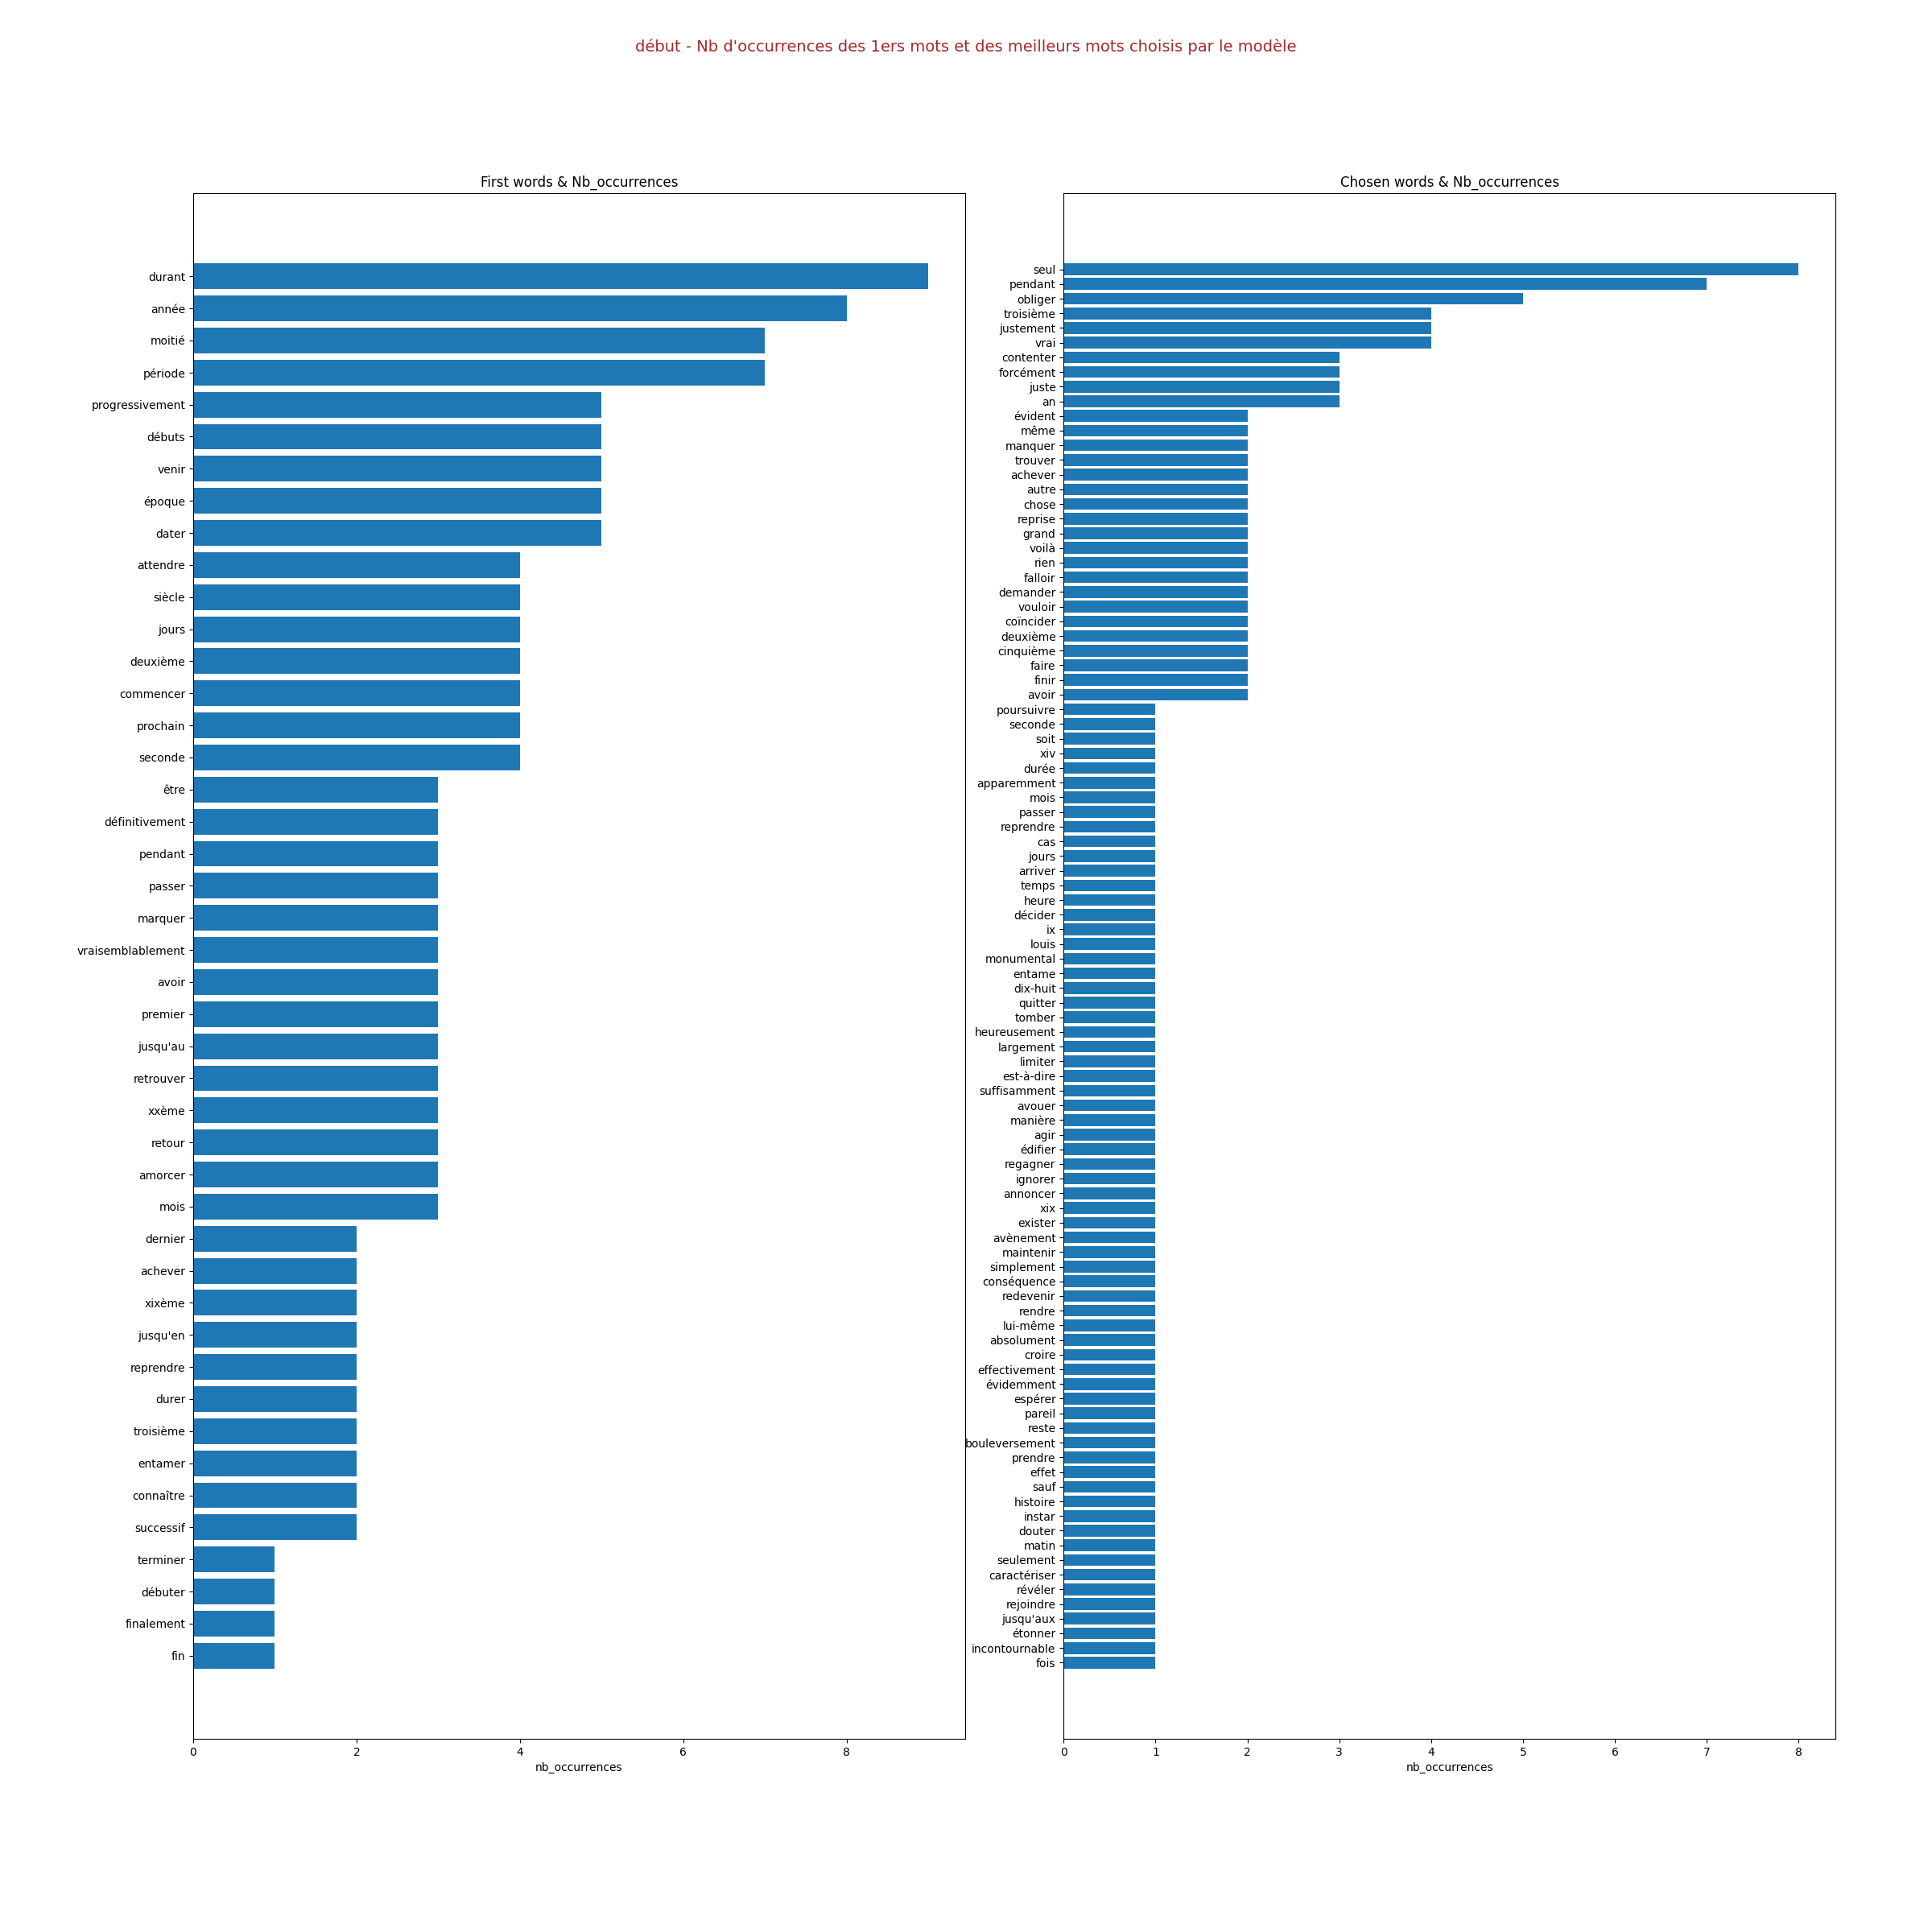 début - Nb d'occurrences des 1ers mots et des meilleurs mots choisis par le modèle
First words & Nb_occurrences
durant
année
moitié
période
progressivement
débuts
venir
époque
dater
attendre
siècle
jours
deuxième
commencer
prochain
seconde
être
définitivement
pendant
passer
marquer
vraisemblablement
avoir
premier
jusqu'au
retrouver
xxème
retour
amorcer
mois
dernier
achever
xixème
jusqu'en
reprendre
durer
troisième
entamer
connaître
successif
terminer
débuter
finalement
fin
0 2 4 6 8
nb_occurrences
Chosen words & Nb_occurrences
seul
pendant
obliger
troisième
justement
vrai
contenter
forcément
juste
an
évident
même
manquer
trouver
achever
autre
chose
reprise
grand
voilà
rien
falloir
demander
vouloir
coïncider
deuxième
cinquième
faire
finir
avoir
poursuivre
seconde
soit
xiv
durée
apparemment
mois
passer
reprendre
cas
jours
arriver
temps
heure
décider
ix
louis
monumental
entame
dix-huit
quitter
tomber
heureusement
largement
limiter
est-à-dire
suffisamment
avouer
manière
agir
édifier
regagner
ignorer
annoncer
xix
exister
avènement
maintenir
simplement
conséquence
redevenir
rendre
lui-même
absolument
croire
effectivement
évidemment
espérer
pareil
reste
bouleversement
prendre
effet
sauf
histoire
instar
douter
matin
seulement
caractériser
révéler
rejoindre
jusqu'aux
étonner
incontournable
fois
0 1 2 3 4 5 6 7 8
nb_occurrences